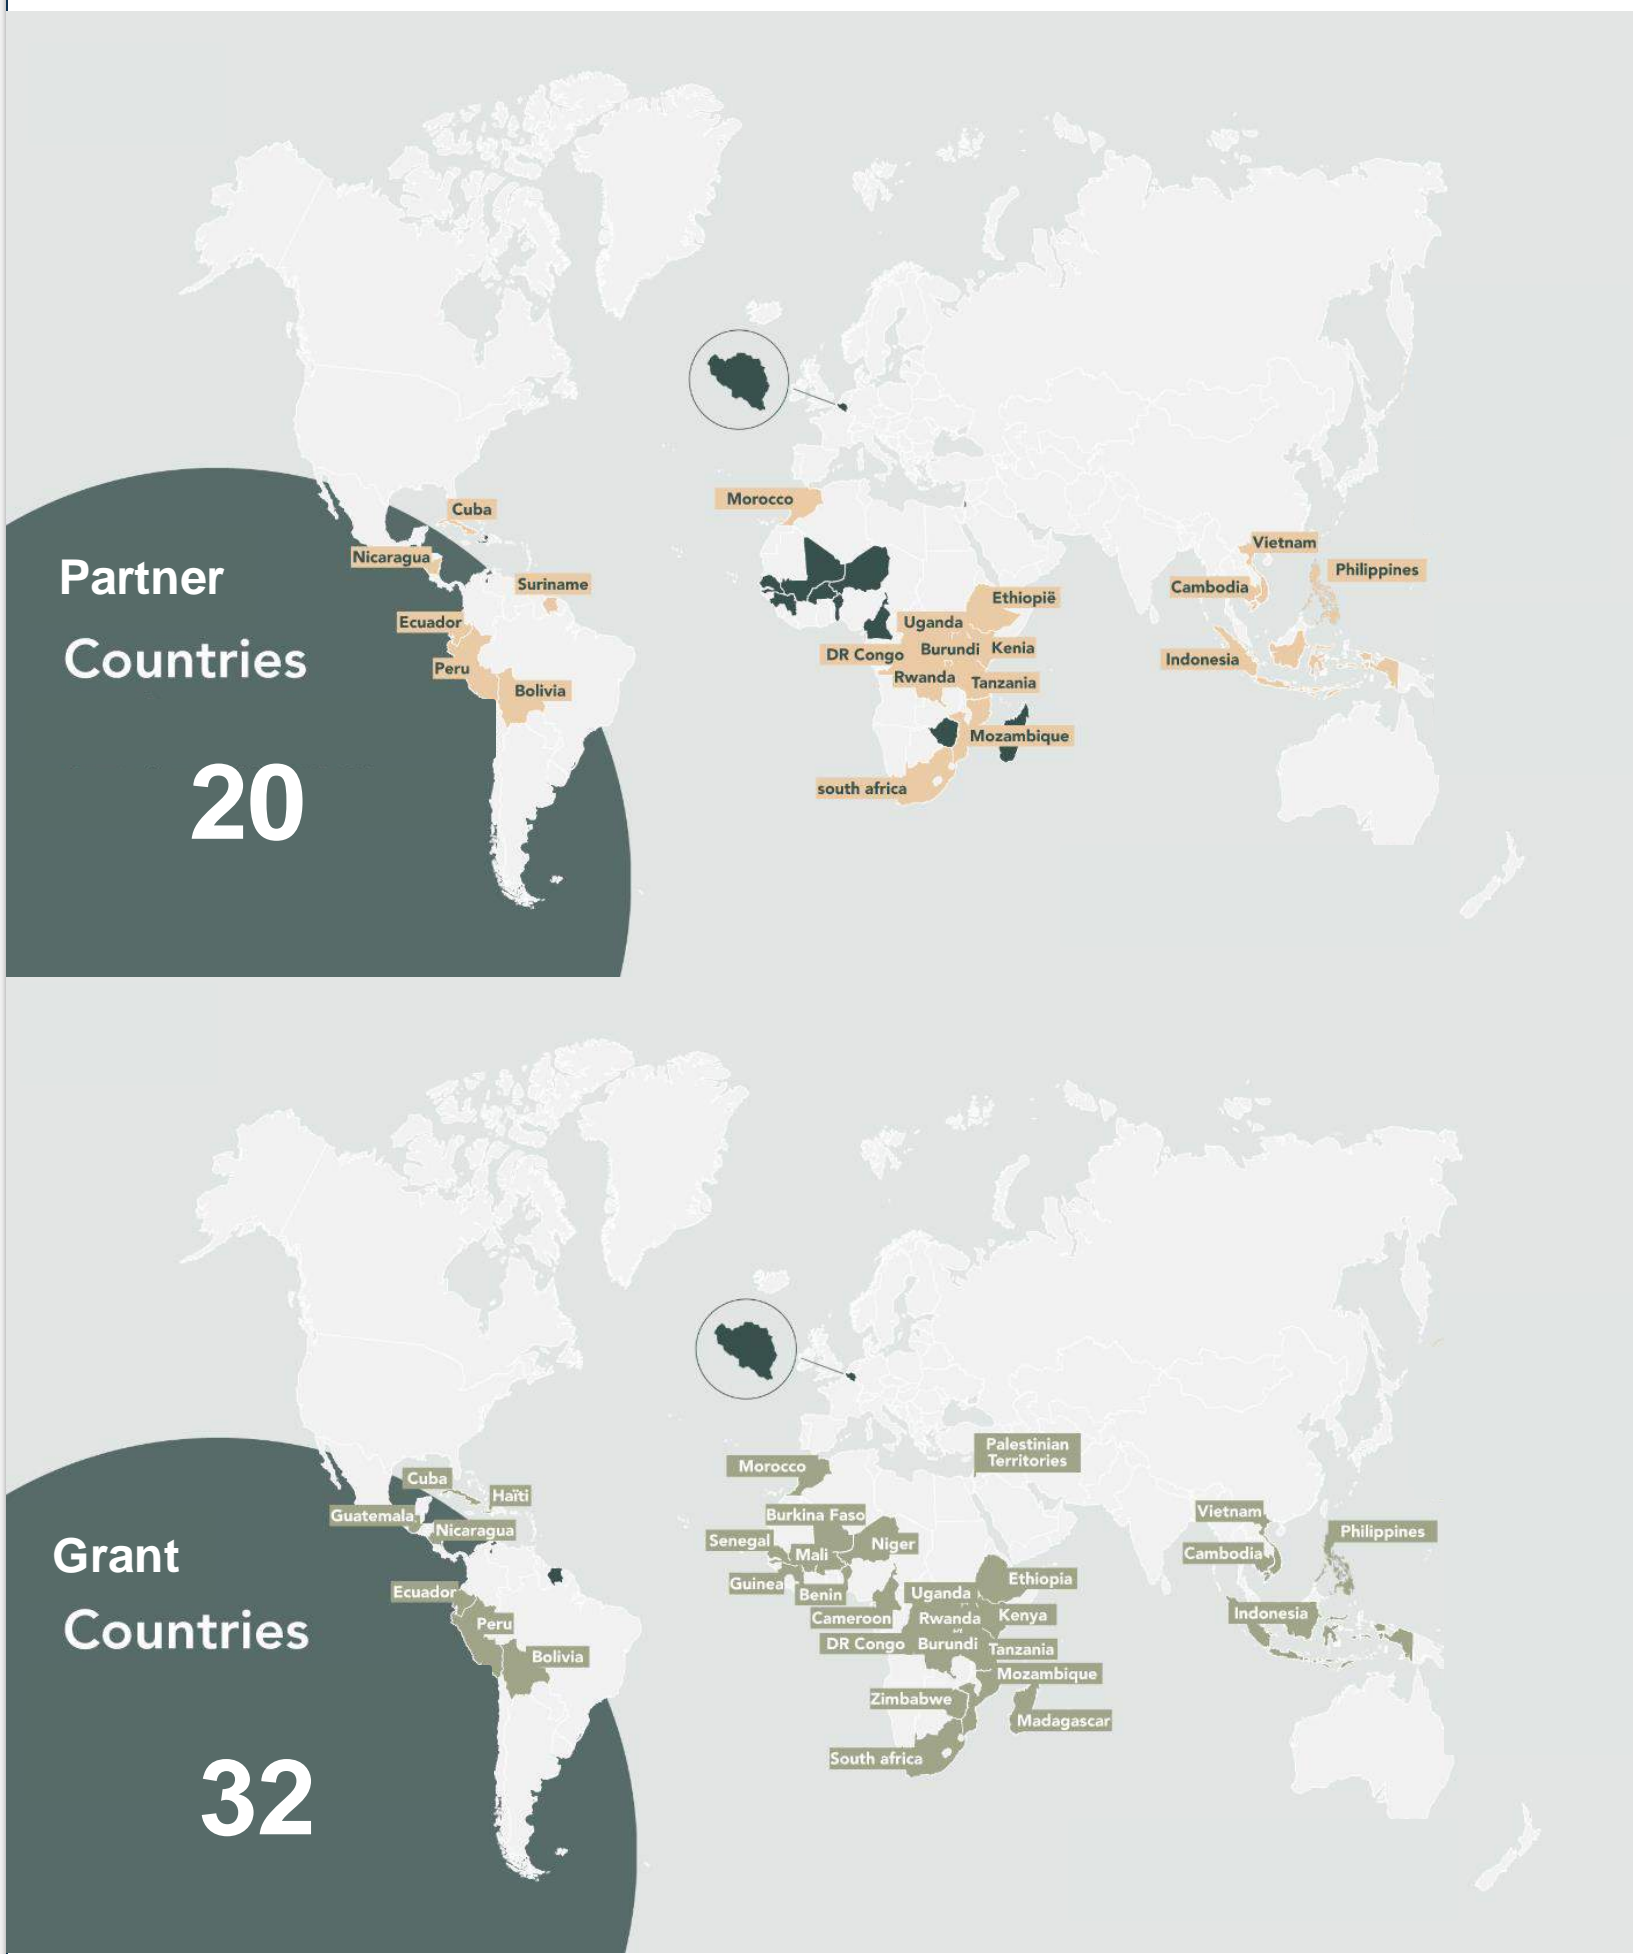 Cuba
Nicaragua
Suriname
Ecuador
Peru
Bolivia
Partner
Countries
20
Morocco
Ethiopië
Uganda
DR Congo
Burundi
Kenia
Rwanda
Tanzania
Mozambique
south africa
Vietnam
Philippines
Cambodia
Indonesia
Cuba
Haïti
Guatemala
Nicaragua
Ecuador
Peru
Bolivia
Grant
Countries
32
Palestinian
Territories
Morocco
Burkina Faso
Senegal
Mali
Niger
Guinea
Benin
Cameroon
Uganda
Ethiopia
Rwanda
Kenya
DR Congo
Burundi
Tanzania
Mozambique
Zimbabwe
Madagascar
South africa
Vietnam
Philippines
Cambodia
Indonesia